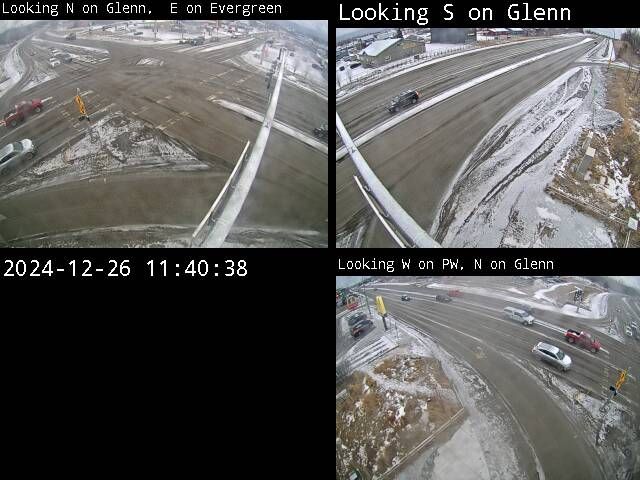 Looking N on Glenn,  E on Evergreen
Looking S on Glenn
2024-12-26 11:40:38
Looking W on PW, N on Glenn